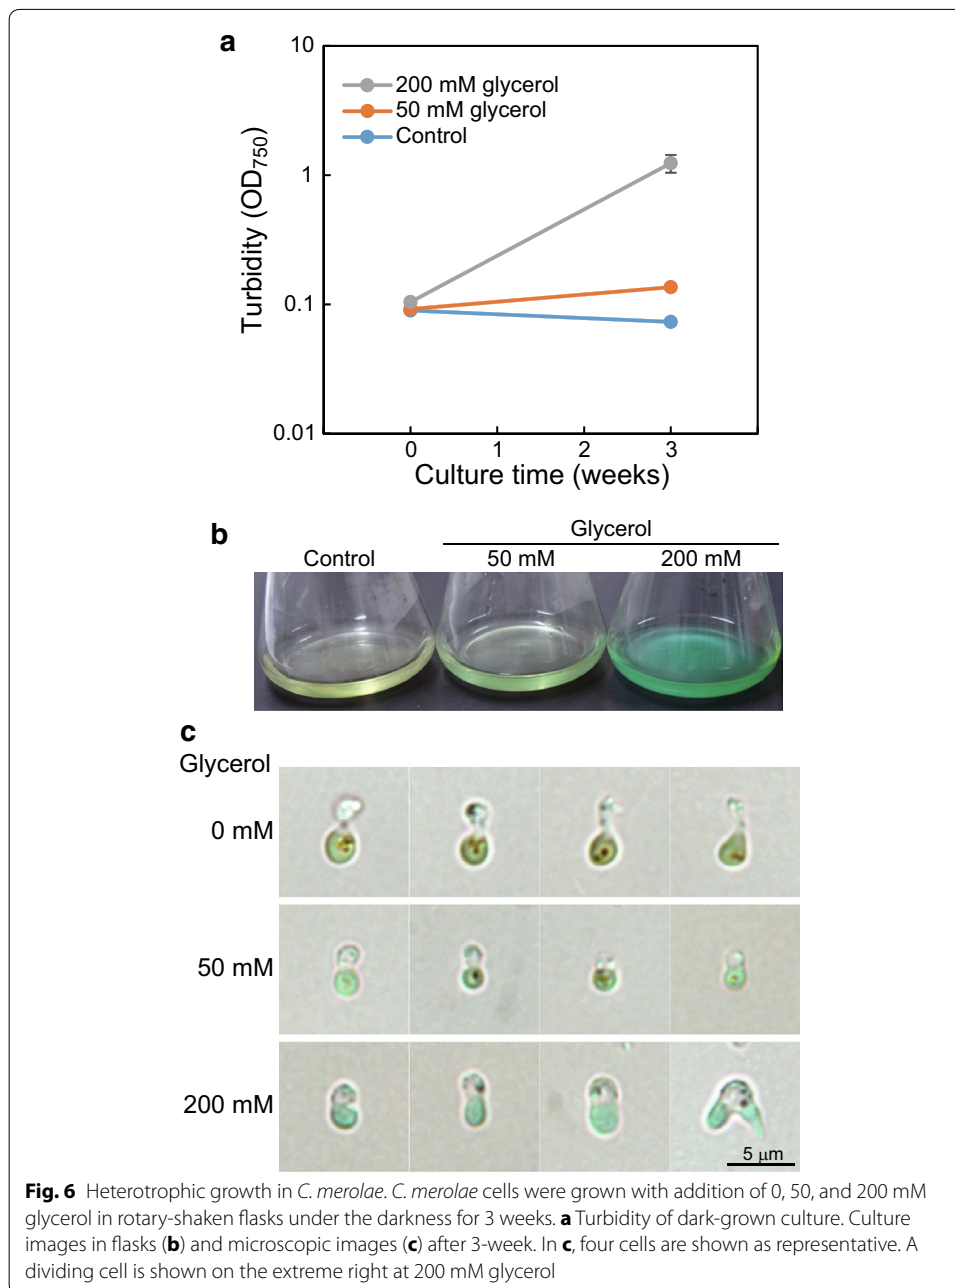 a
10
1
0.1
0.01
Turbidity (OD750)
200 mM glycerol
50 mM glycerol
Control
0 1 2 3
Culture time (weeks)
b
Glycerol
Control 50 mM 200 mM
c
Glycerol
0 mM
50 mM
200 mM
5 μm
Fig. 6 Heterotrophic growth in C. merolae. C. merolae cells were grown with addition of 0, 50, and 200 mM
glycerol in rotary-shaken flasks under the darkness for 3 weeks. a Turbidity of dark-grown culture. Culture
images in flasks (b) and microscopic images (c) after 3-week. In c, four cells are shown as representative. A
dividing cell is shown on the extreme right at 200 mM glycerol